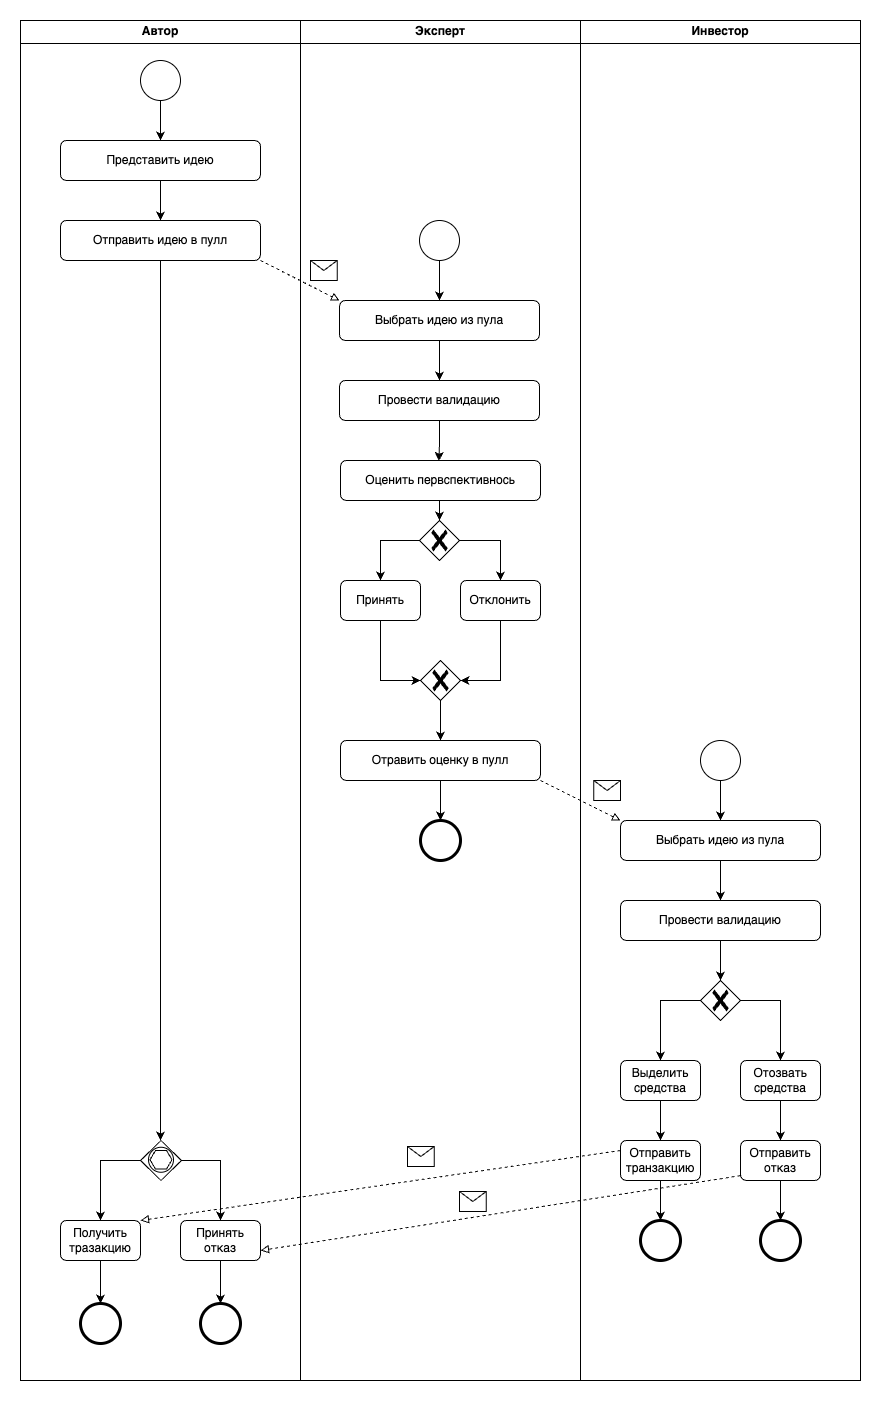 Автор
Эксперт
Инвестор
Представить идею
Отправить идею в пулл
Выбрать идею из пула
Провести валидацию
Оценить первспективнось
Принять
Отклонить
Отравить оценку в пулл
Выбрать идею из пула
Провести валидацию
Выделить
средства
Отозвать
средства
Отправить
транзакцию
Отправить
отказ
Получить
тразакцию
Принять
отказ